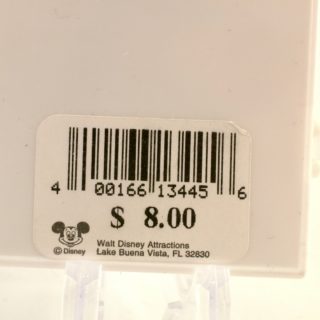 4 00166 13445 6
$ 8.00
© Disney
Walt Disney Attractions
Lake Buena Vista, FL 32830